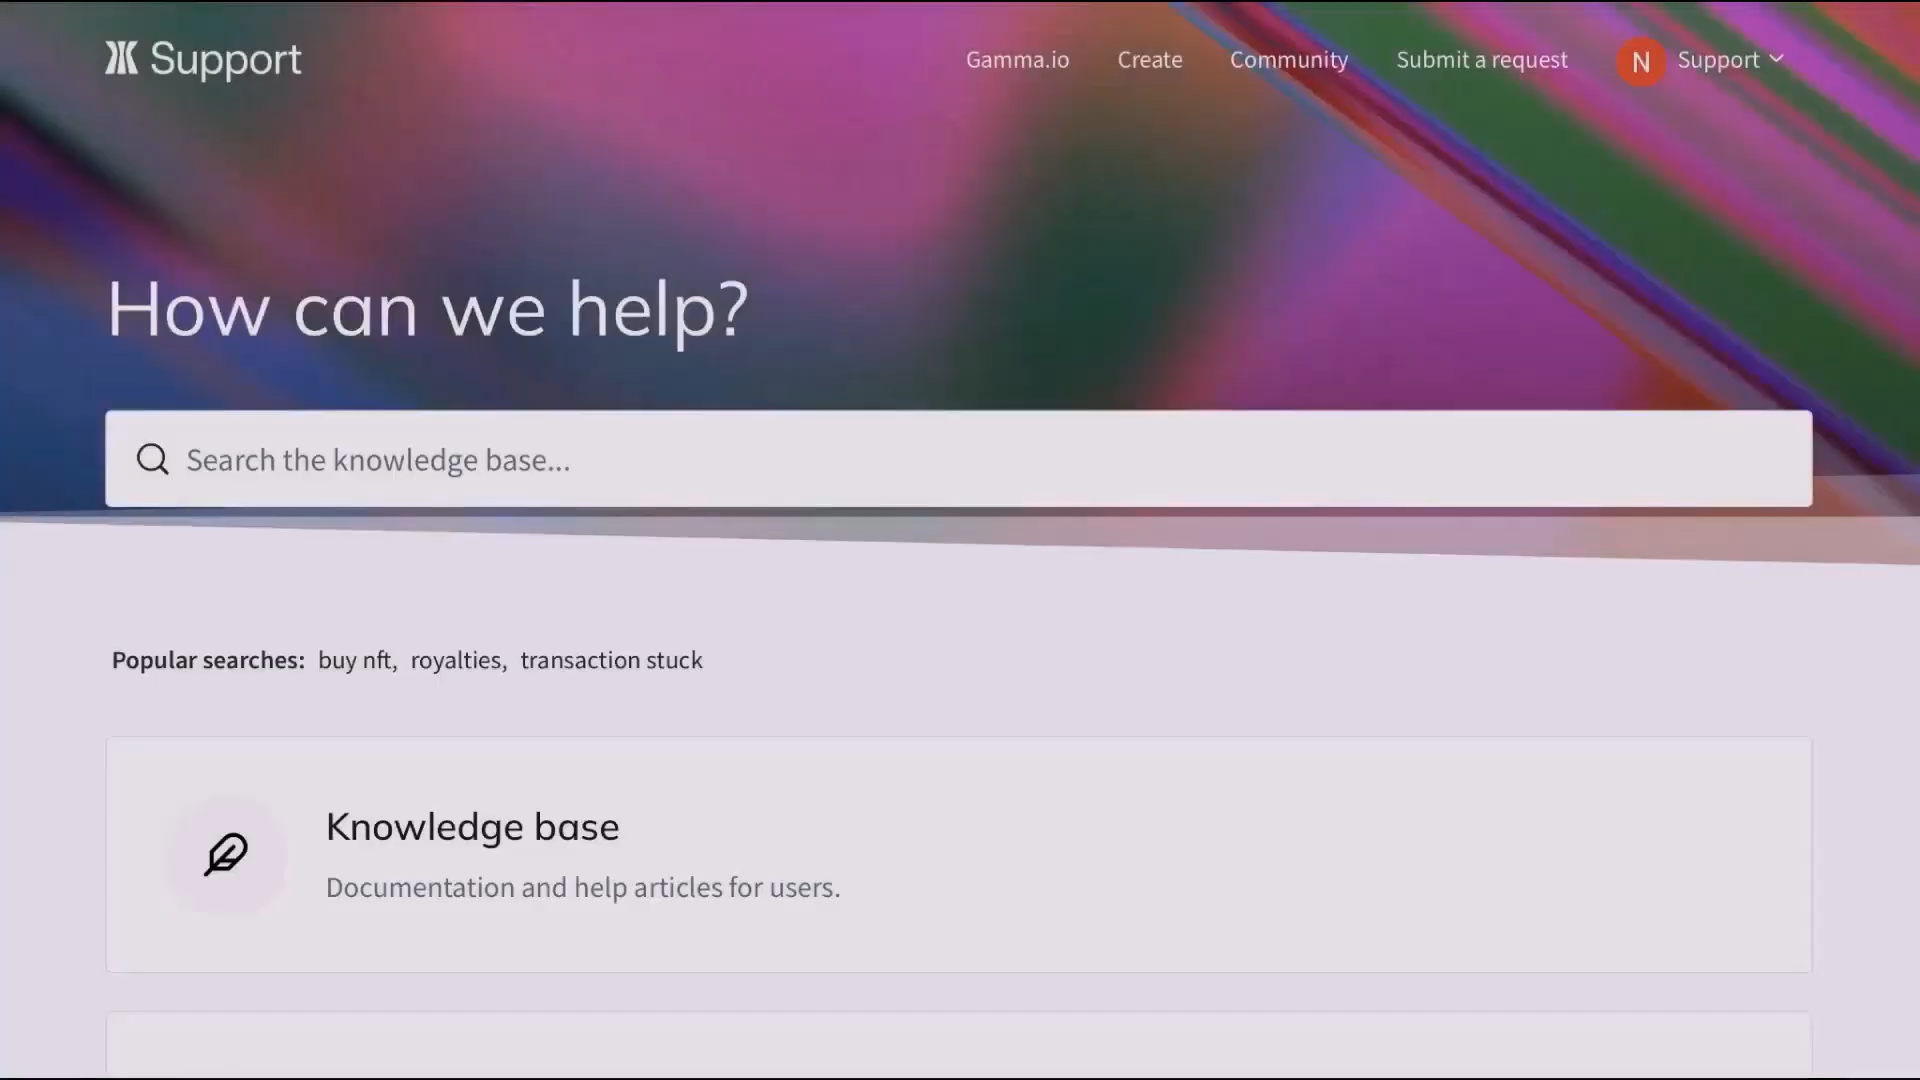 Support
Gamma.io Create Community Submit a request N Support
How can we help?
Search the knowledge base...
Popular searches: buy nft, royalties, transaction stuck
Knowledge base
Documentation and help articles for users.